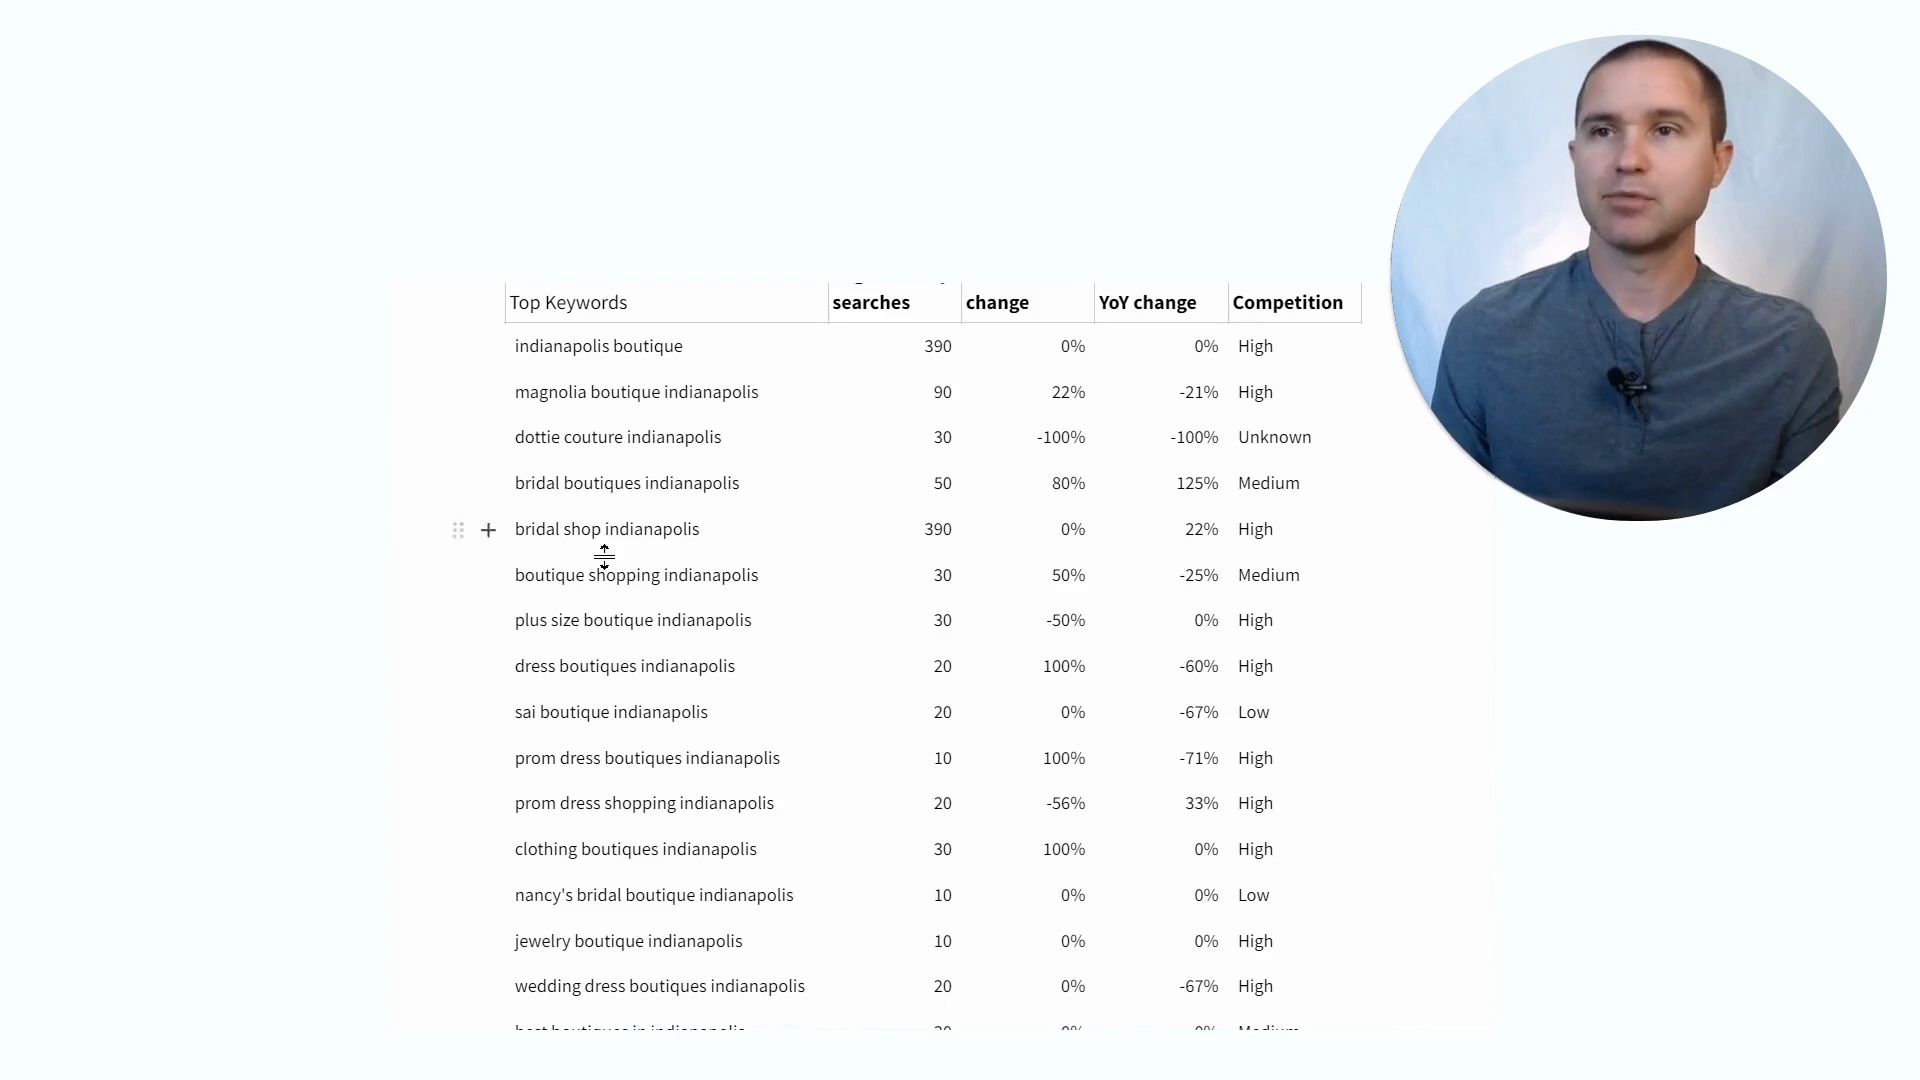 Top Keywords searches change YoY change Competition
indianapolis boutique 390 0% 0% High
magnolia boutique indianapolis 90 22% -21% High
dottie couture indianapolis 30 -100% -100% Unknown
bridal boutiques indianapolis 50 80% 125% Medium
bridal shop indianapolis 390 0% 22% High
boutique shopping indianapolis 30 50% -25% Medium
plus size boutique indianapolis 30 -50% 0% High
dress boutiques indianapolis 20 100% -60% High
sai boutique indianapolis 20 0% -67% Low
prom dress boutiques indianapolis 10 100% -71% High
prom dress shopping indianapolis 20 -56% 33% High
clothing boutiques indianapolis 30 100% 0% High
nancy's bridal boutique indianapolis 10 0% 0% Low
jewelry boutique indianapolis 10 0% 0% High
wedding dress boutiques indianapolis 20 0% -67% High